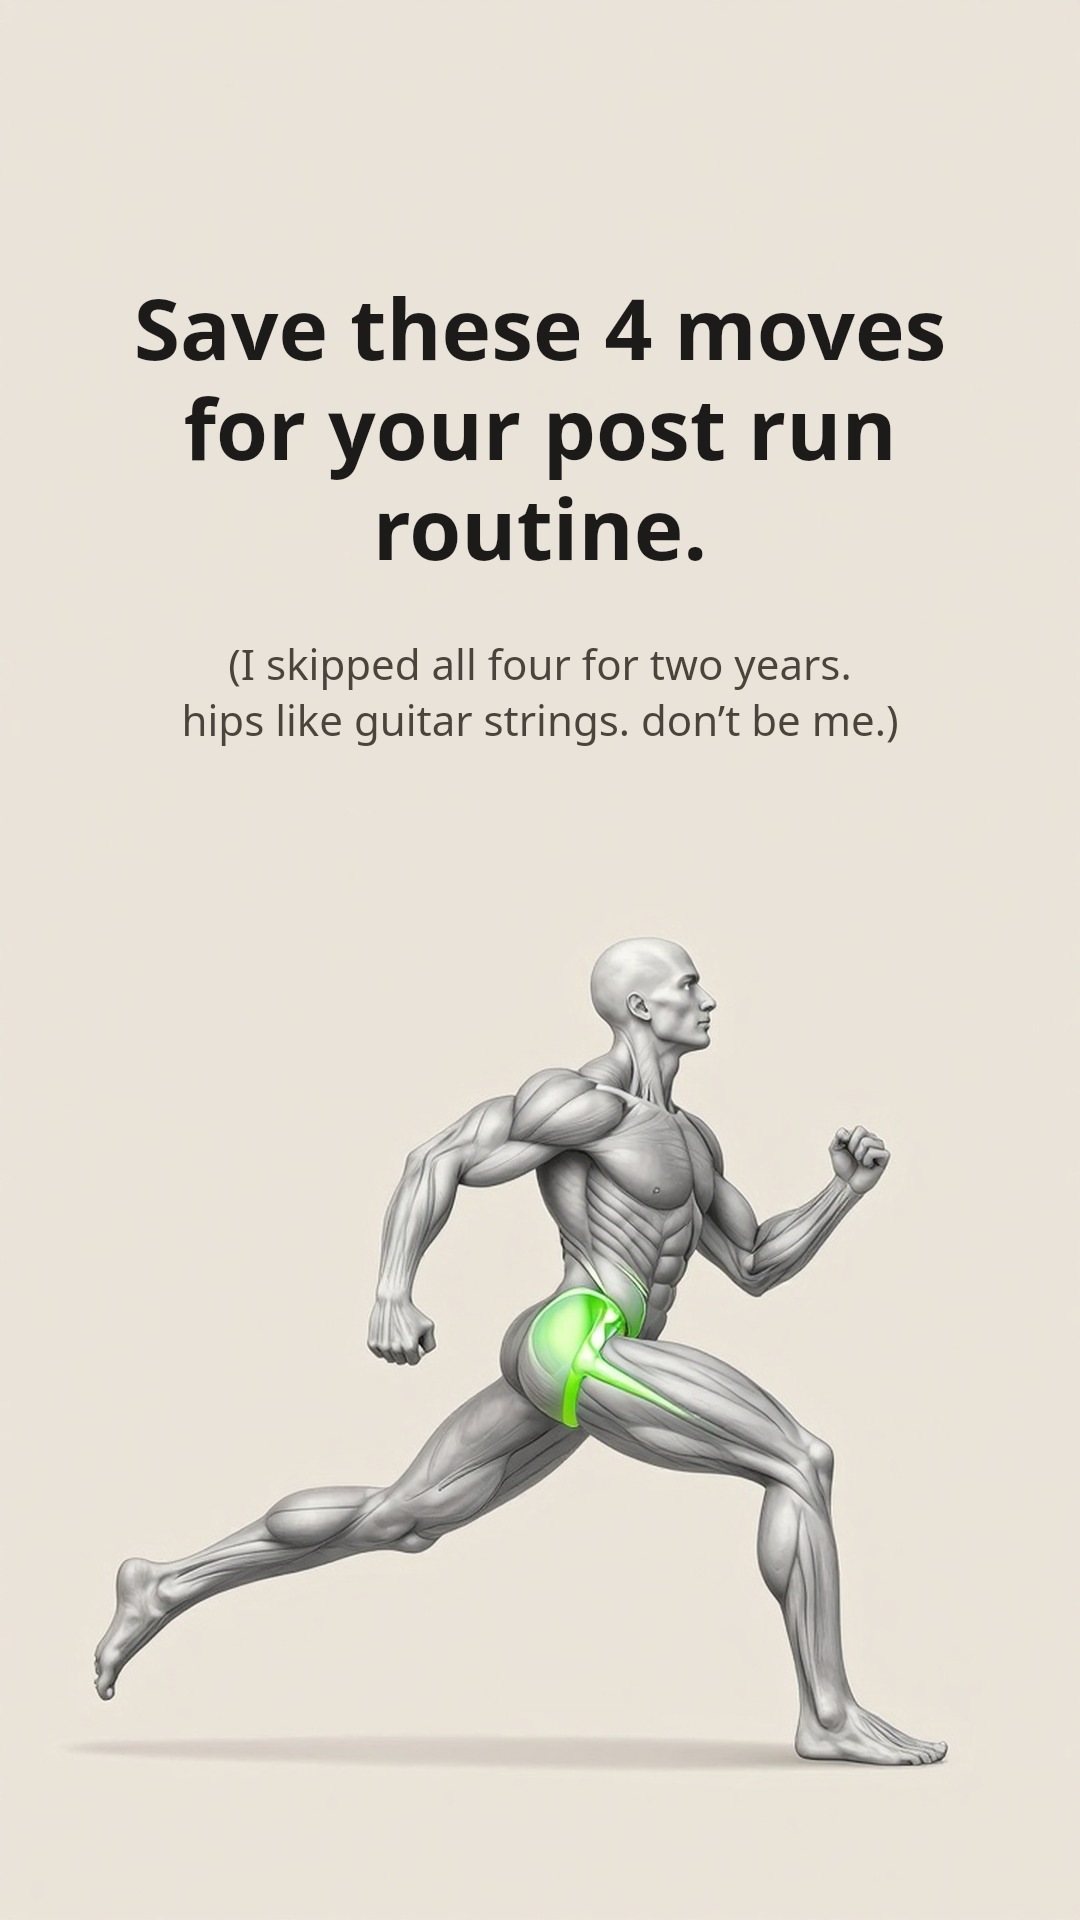 Save these 4 moves
for your post run
routine.
(I skipped all four for two years.
hips like guitar strings. don’t be me.)